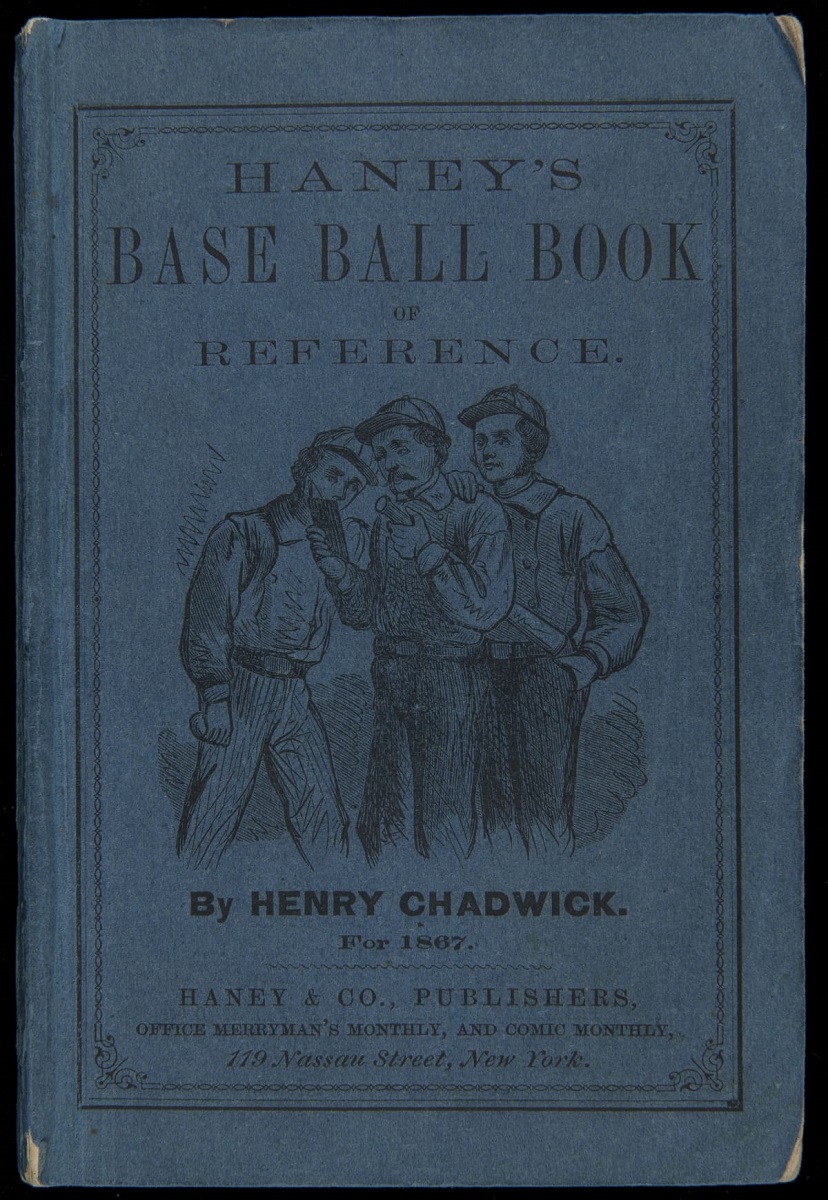 HANEY'S
BASE BALL BOOK
OF
REFERENCE.
By HENRY CHADWICK.
For 1867.
HANEY & CO., PUBLISHERS,
OFFICE MERRYMAN'S MONTHLY, AND COMIC MONTHLY,
119 Nassau Street, New York.